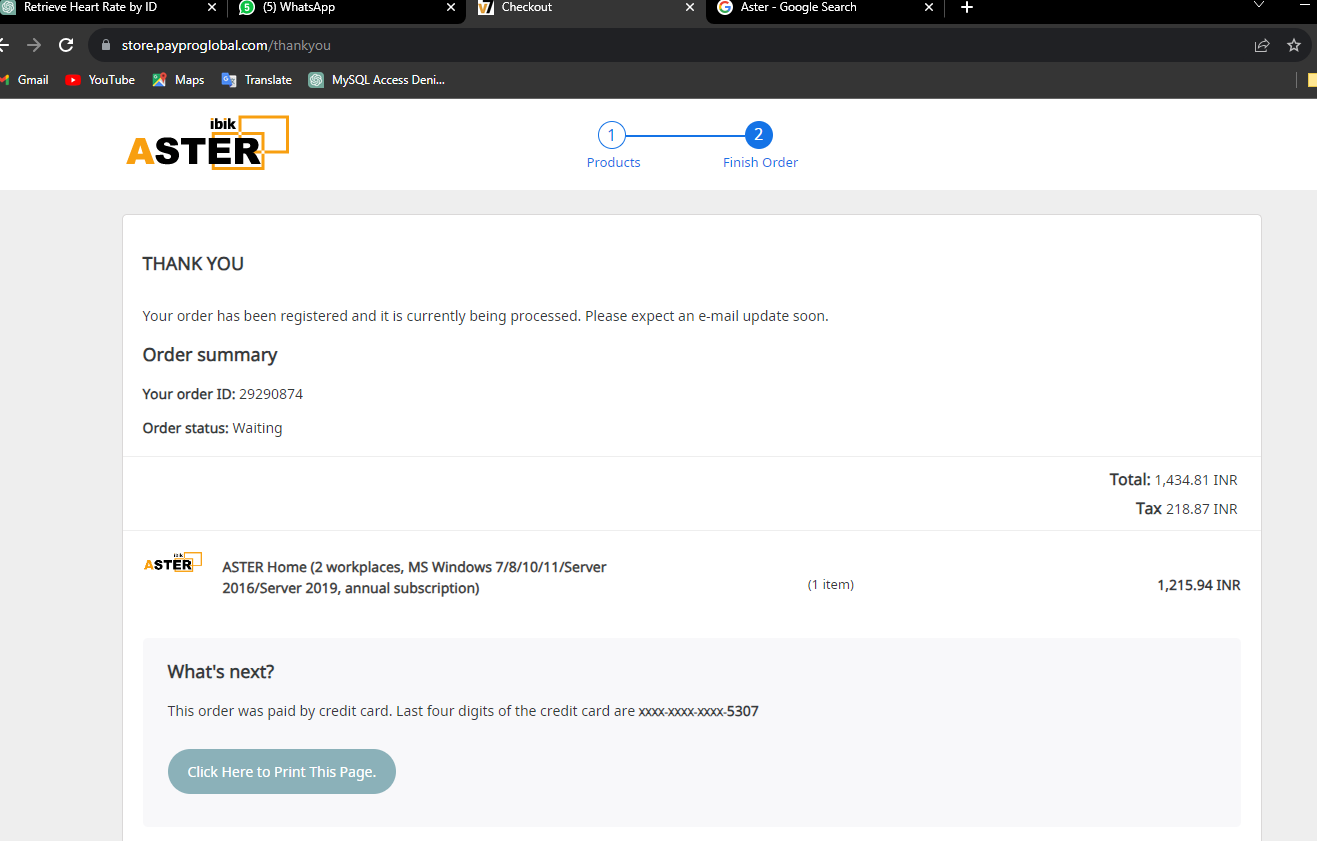 Retrieve Heart Rate by ID
(5) WhatsApp
Checkout
Aster - Google Search
store.payproglobal.com/thankyou
Gmail
YouTube
Maps
Translate
MySQL Access Deni...
ibik
ASTER
1
2
Products
Finish Order
THANK YOU
Your order has been registered and it is currently being processed. Please expect an e-mail update soon.
Order summary
Your order ID: 29290874
Order status: Waiting
Total: 1,434.81 INR
Tax 218.87 INR
ibik
ASTER
ASTER Home (2 workplaces, MS Windows 7/8/10/11/Server
2016/Server 2019, annual subscription)
(1 item)
1,215.94 INR
What's next?
This order was paid by credit card. Last four digits of the credit card are xxxx-xxxx-xxxx-5307
Click Here to Print This Page.